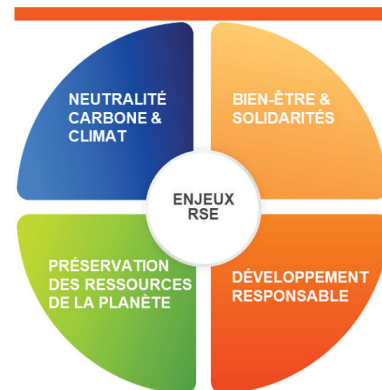 NEUTRALITÉ
CARBONE &
CLIMAT
BIEN-ÊTRE &
SOLIDARITÉS
ENJEUX
RSE
PRÉSERVATION
DES RESSOURCES
DE LA PLANÈTE
DÉVELOPPEMENT
RESPONSABLE